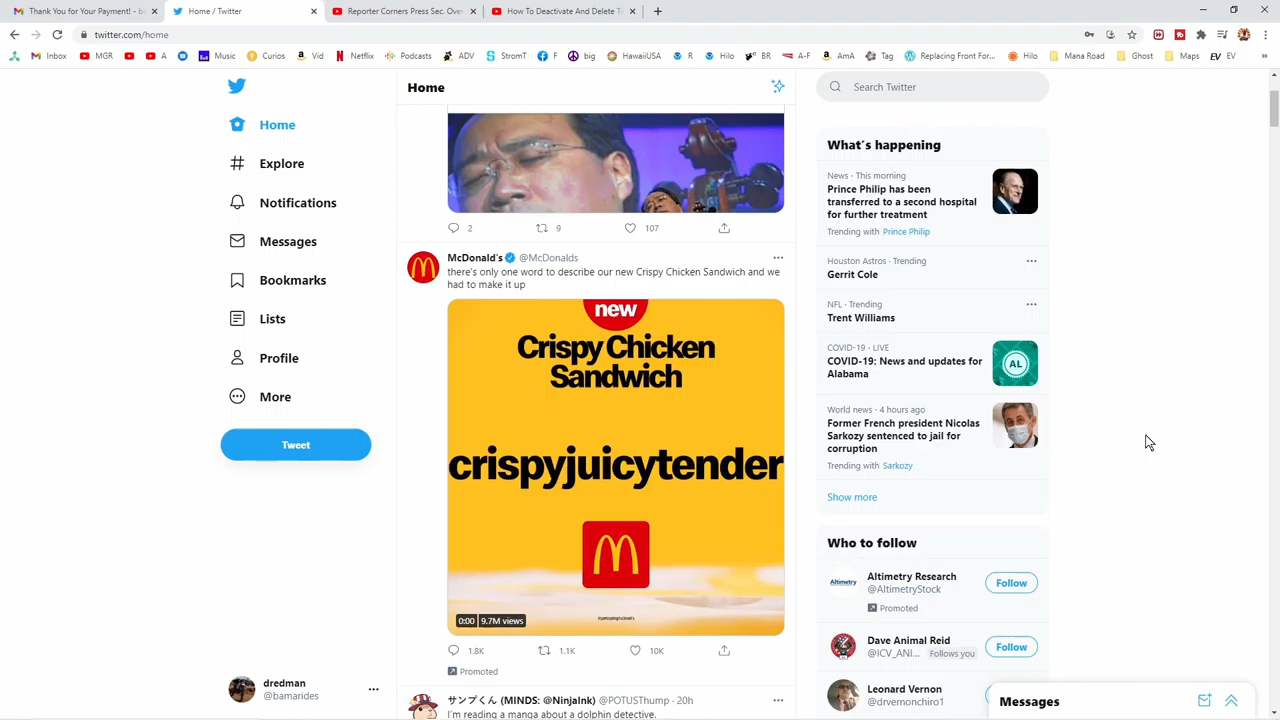 Thank You for Your Payment! - b
Home / Twitter
Reporter Corners Press Sec. Ove
How To Deactivate And Delete T
twitter.com/home
Inbox
MGR
R
A
Music
Curios
Vid
Netflix
Podcasts
ADV
StromT
F
big
HawaiiUSA
R
Hilo
BR
A-F
AmA
Tag
Replacing Front For...
Hilo
Mana Road
Ghost
Maps
EV
Home
Explore
Notifications
Messages
Bookmarks
Lists
Profile
More
Tweet
dredman
@bamarides
Home
2
9
107
McDonald's @McDonalds
there's only one word to describe our new Crispy Chicken Sandwich and we
had to make it up
new
Crispy Chicken
Sandwich
crispyjuicytender
0:00 9.7M views
1.8K
1.1K
10K
Promoted
サンプくん (MINDS: @NinjaInk) @POTUSThump · 20h
I'm reading a manga about a dolphin detective.
Search Twitter
What's happening
News · This morning
Prince Philip has been
transferred to a second hospital
for further treatment
Trending with Prince Philip
Houston Astros · Trending
Gerrit Cole
NFL · Trending
Trent Williams
COVID-19 · LIVE
COVID-19: News and updates for
Alabama
AL
World news · 4 hours ago
Former French president Nicolas
Sarkozy sentenced to jail for
corruption
Trending with Sarkozy
Show more
Who to follow
Altimetry
Altimetry Research
@AltimetryStock
Promoted
Follow
Dave Animal Reid
@ICV_ANI... Follows you
Follow
Leonard Vernon
@drvernonchiro1
Messages